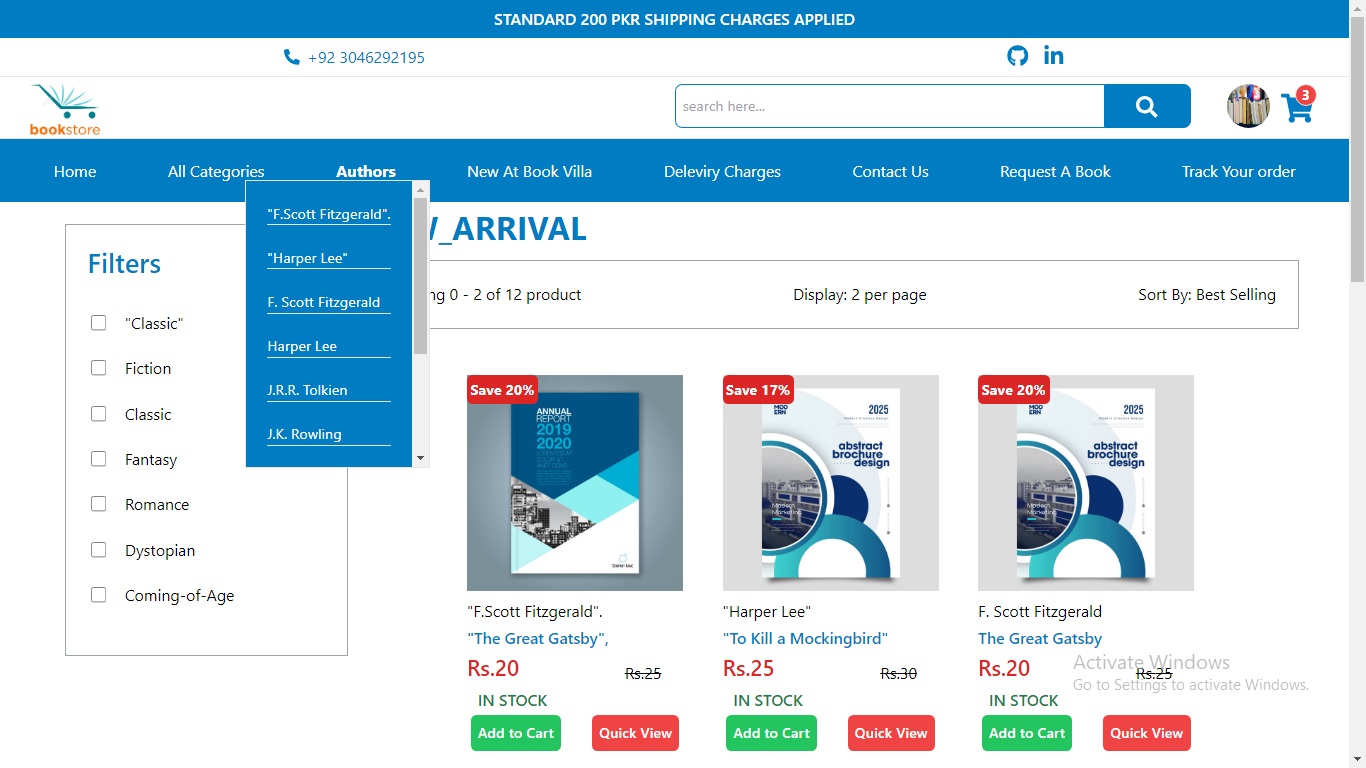 STANDARD 200 PKR SHIPPING CHARGES APPLIED
+92 3046292195
bookstore
search here...
3
Home All Categories Authors New At Book Villa Deleviry Charges Contact Us Request A Book Track Your order
"F.Scott Fitzgerald".
"Harper Lee"
F. Scott Fitzgerald
Harper Lee
J.R.R. Tolkien
J.K. Rowling
W_ARRIVAL
Filters
"Classic"
Fiction
Classic
Fantasy
Romance
Dystopian
Coming-of-Age
ng 0 - 2 of 12 product Display: 2 per page Sort By: Best Selling
Save 20%
ANNUAL
REPORT
2019
2020
"F.Scott Fitzgerald".
"The Great Gatsby",
Rs.20 Rs.25
IN STOCK
Add to Cart Quick View
Save 17%
MOD
ERN
2025
abstract
brochure
design
Modern
Marketing
"Harper Lee"
"To Kill a Mockingbird"
Rs.25 Rs.30
IN STOCK
Add to Cart Quick View
Save 20%
MOD
ERN
2025
abstract
brochure
design
Modern
Marketing
F. Scott Fitzgerald
The Great Gatsby
Rs.20 Rs.25
IN STOCK
Add to Cart Quick View
Activate Windows
Go to Settings to activate Windows.